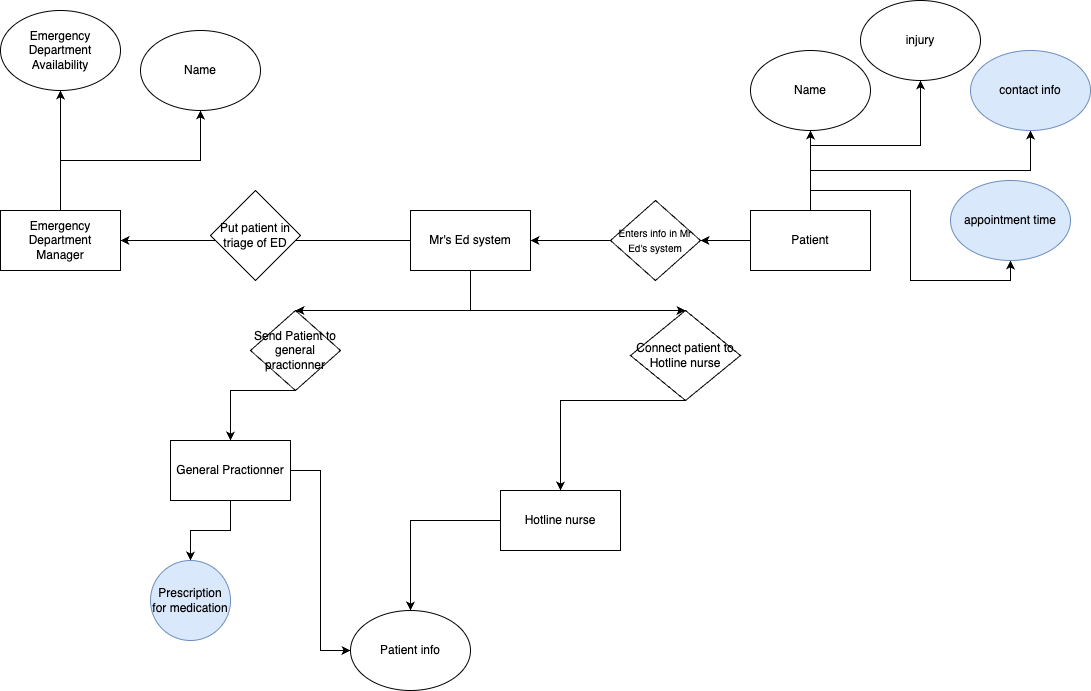 Emergency
Department
Availability
Name
Name
injury
contact info
appointment time
Emergency
Department
Manager
Put patient in
triage of ED
Mr's Ed system
Enters info in Mr
Ed's system
Patient
Send Patient to
general
practionner
Connect patient to
Hotline nurse
General Practionner
Hotline nurse
Prescription
for medication
Patient info